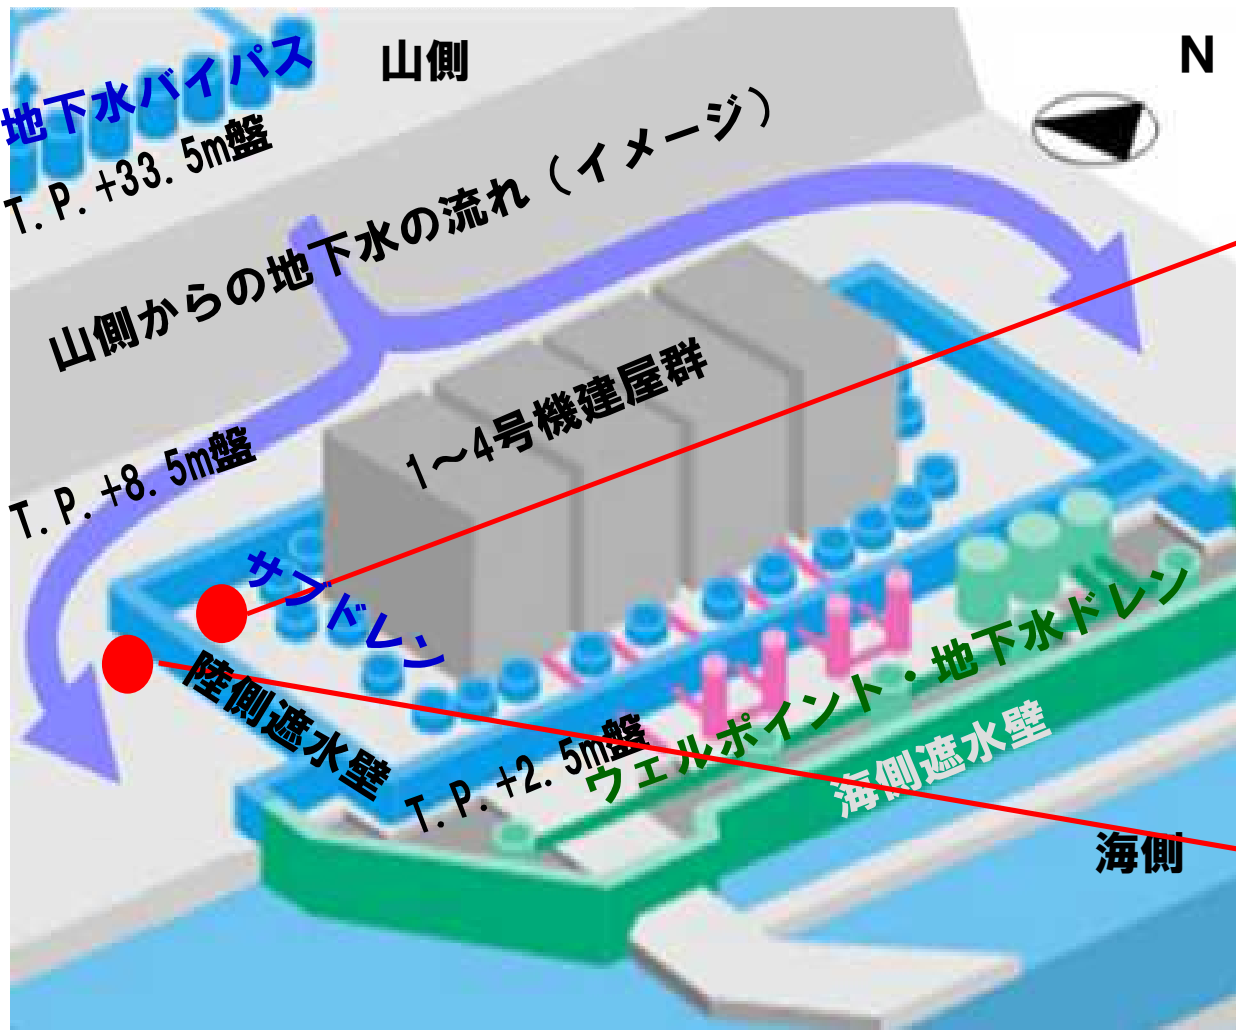 山側
N
地下水バイパス
T.P.+33.5m盤
山側からの地下水の流れ（イメージ）
1～4号機建屋群
T.P.+8.5m盤
サブドレン
陸側遮水壁
T.P.+2.5m盤
ウェルポイント・地下水ドレン
海側遮水壁
海側